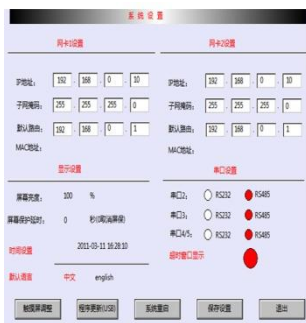 系统设置
网卡1设置
IP地址: 192 . 168 . 0 . 10
子网掩码: 255 . 255 . 255 . 0
默认路由: 192 . 168 . 0 . 1
MAC地址:
网卡2设置
IP地址: 192 . 168 . 0 . 10
子网掩码: 255 . 255 . 255 . 0
默认路由: 192 . 168 . 0 . 1
MAC地址:
显示设置
屏幕亮度: 100 %
屏幕保护延时: 0 秒(0取消屏保)
时间设置 2011-03-11 16:28:10
默认语言 中文 english
串口设置
串口2: RS232 RS485
串口3: RS232 RS485
串口4/5: RS232 RS485
超时窗口显示
触摸屏调整 程序更新(USB) 系统重启 保存设置 退出